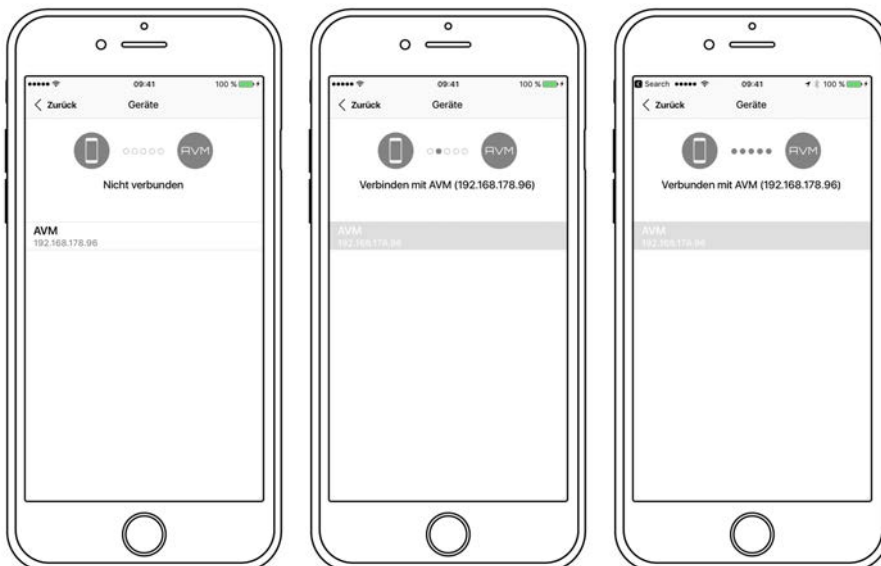 09:41 100 %
Zurück Geräte
AVM
Nicht verbunden
AVM
192.168.178.96
09:41 100 %
Zurück Geräte
AVM
Verbinden mit AVM (192.168.178.96)
AVM
192.168.178.96
Search 09:41 100 %
Zurück Geräte
AVM
Verbunden mit AVM (192.168.178.96)
AVM
192.168.178.96